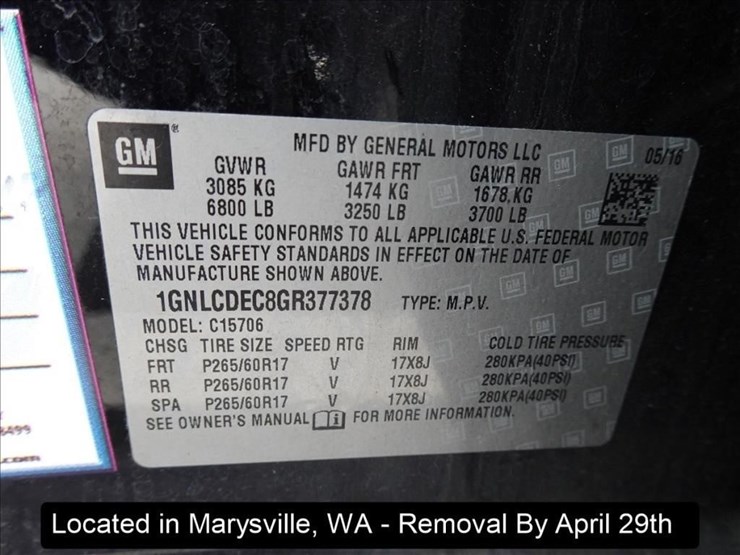 GM
MFD BY GENERAL MOTORS LLC
05/16
GVWR GAWR FRT GAWR RR
3085 KG 1474 KG 1678 KG
6800 LB 3250 LB 3700 LB
THIS VEHICLE CONFORMS TO ALL APPLICABLE U.S. FEDERAL MOTOR
VEHICLE SAFETY STANDARDS IN EFFECT ON THE DATE OF
MANUFACTURE SHOWN ABOVE.
1GNLCDEC8GR377378 TYPE: M.P.V.
MODEL: C15706
CHSG TIRE SIZE SPEED RTG RIM COLD TIRE PRESSURE
FRT P265/60R17 V 17X8J 280KPA(40PSI)
RR P265/60R17 V 17X8J 280KPA(40PSI)
SPA P265/60R17 V 17X8J 280KPA(40PSI)
SEE OWNER'S MANUAL i FOR MORE INFORMATION.
8499
.com
Located in Marysville, WA - Removal By April 29th